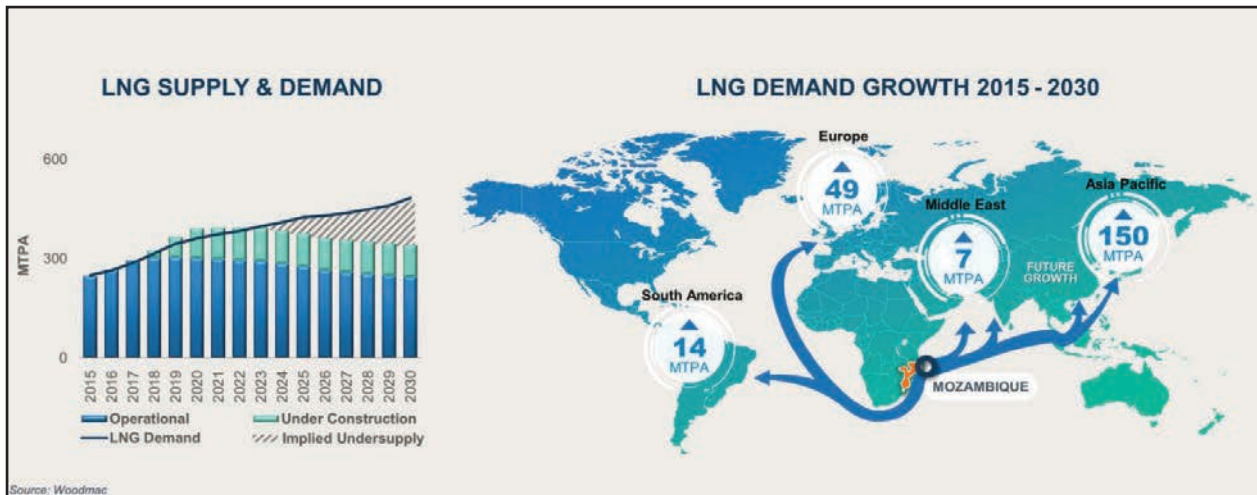 LNG SUPPLY & DEMAND
600
300
0
MTPA
2015
2016
2017
2018
2019
2020
2021
2022
2023
2024
2025
2026
2027
2028
2029
2030
Operational
Under Construction
LNG Demand
Implied Undersupply
Source: Woodmac
LNG DEMAND GROWTH 2015 - 2030
Europe
49
MTPA
Middle East
7
MTPA
Asia Pacific
150
MTPA
FUTURE
GROWTH
South America
14
MTPA
MOZAMBIQUE